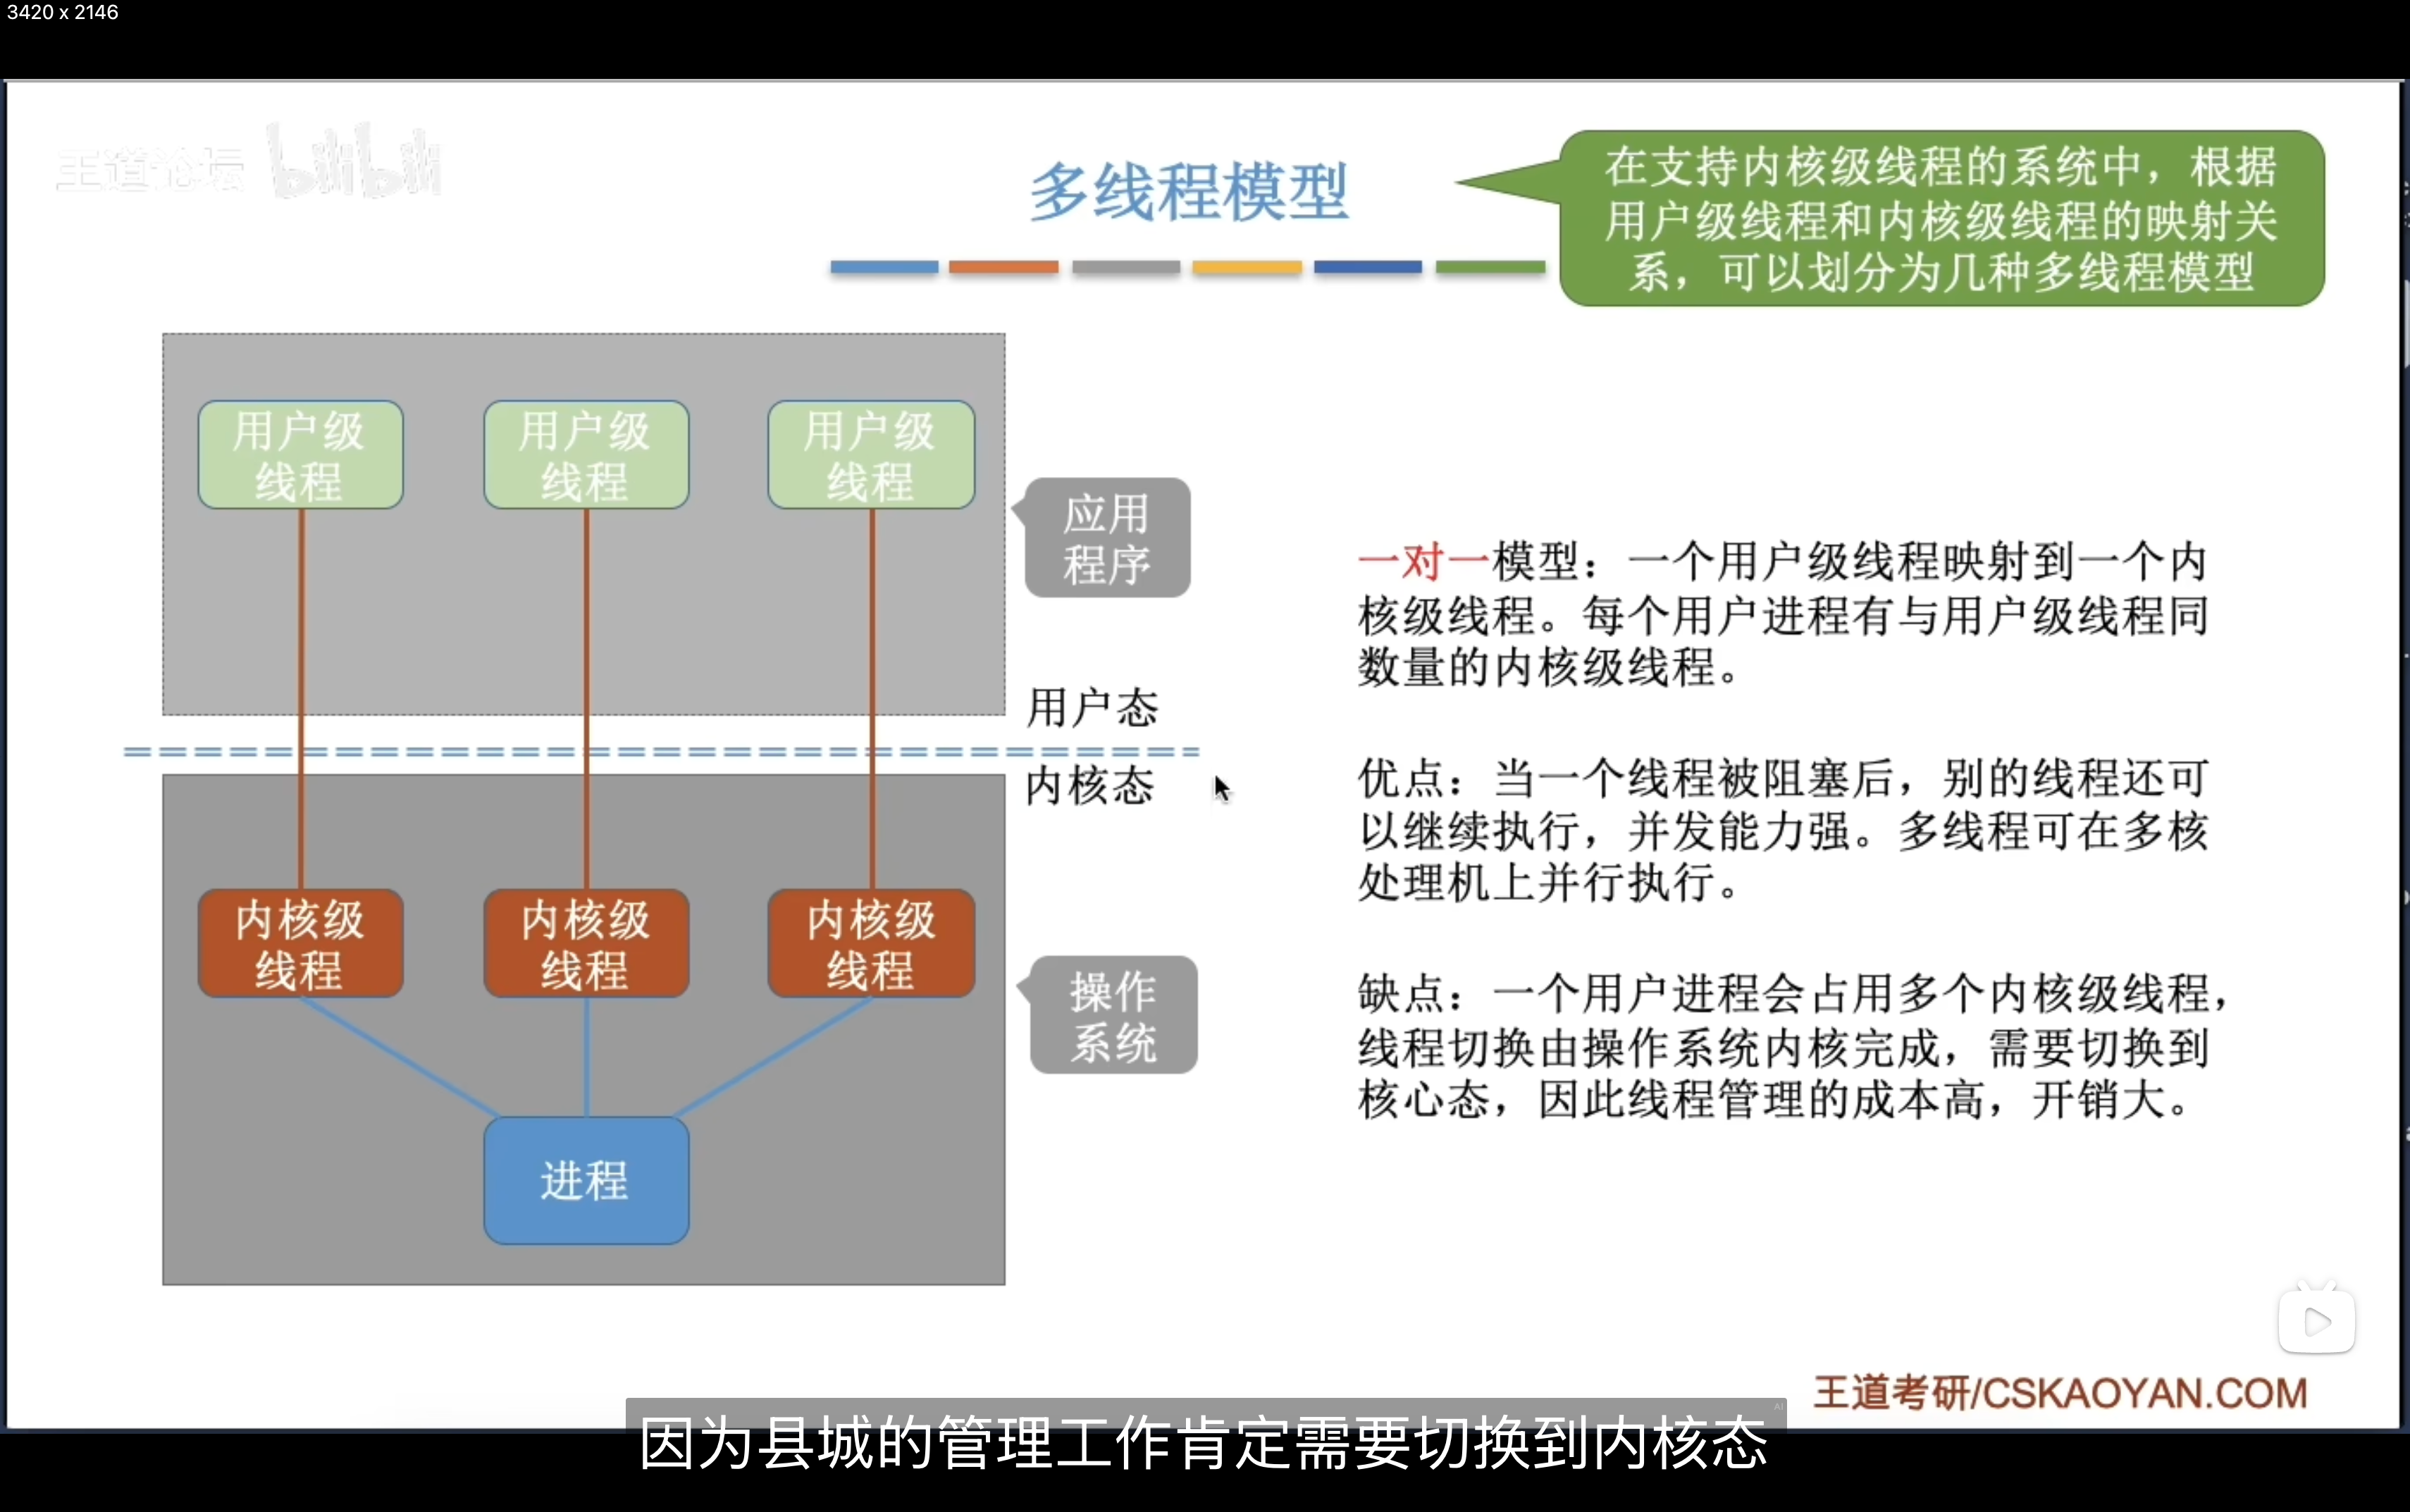 3420 x 2146
王道论坛 bilibili
多线程模型
在支持内核级线程的系统中，根据
用户级线程和内核级线程的映射关
系，可以划分为几种多线程模型
用户级
线程
用户级
线程
用户级
线程
应用
程序
用户态
内核态
内核级
线程
内核级
线程
内核级
线程
操作
系统
进程
一对一模型：一个用户级线程映射到一个内
核级线程。每个用户进程有与用户级线程同
数量的内核级线程。
优点：当一个线程被阻塞后，别的线程还可
以继续执行，并发能力强。多线程可在多核
处理机上并行执行。
缺点：一个用户进程会占用多个内核级线程，
线程切换由操作系统内核完成，需要切换到
核心态，因此线程管理的成本高，开销大。
王道考研/CSKAOYAN.COM
AI
因为县城的管理工作肯定需要切换到内核态